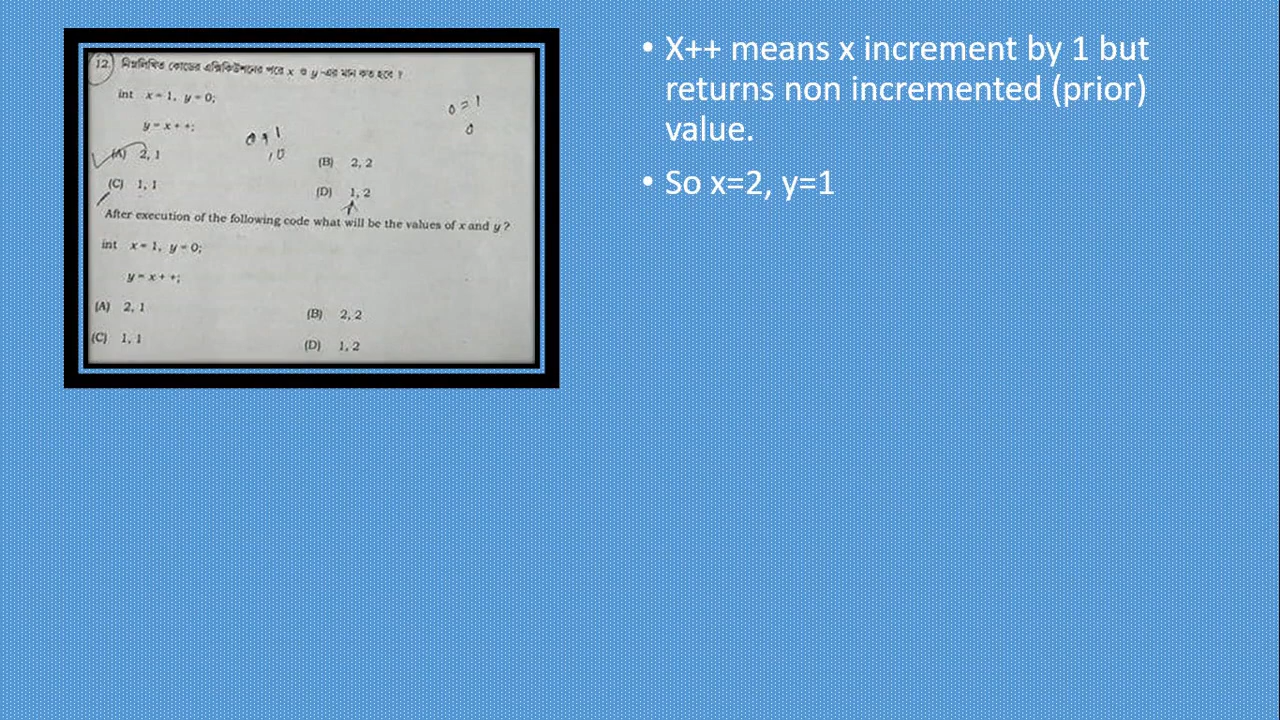 12. নিম্নলিখিত কোডের এক্সিকিউশনের পরে x ও y -এর মান কত হবে ?
int x = 1, y = 0;
y = x + +;
(A) 2, 1
(B) 2, 2
(C) 1, 1
(D) 1, 2
After execution of the following code what will be the values of x and y ?
int x = 1, y = 0;
y = x + +;
(A) 2, 1
(B) 2, 2
(C) 1, 1
(D) 1, 2
• X++ means x increment by 1 but
returns non incremented (prior)
value.
• So x=2, y=1